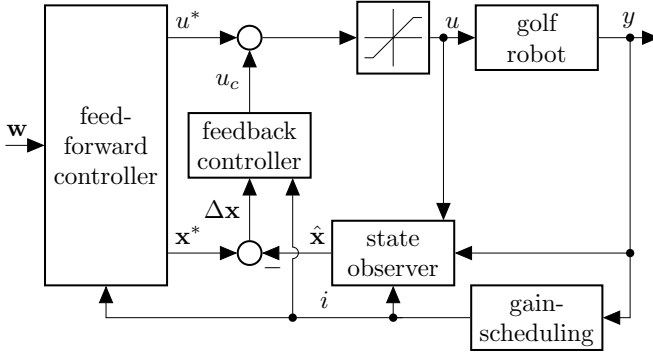 u*
u
y
golf
robot
u_c
w
feed-
forward
controller
feedback
controller
Δx
x*
x̂
−
state
observer
i
gain-
scheduling